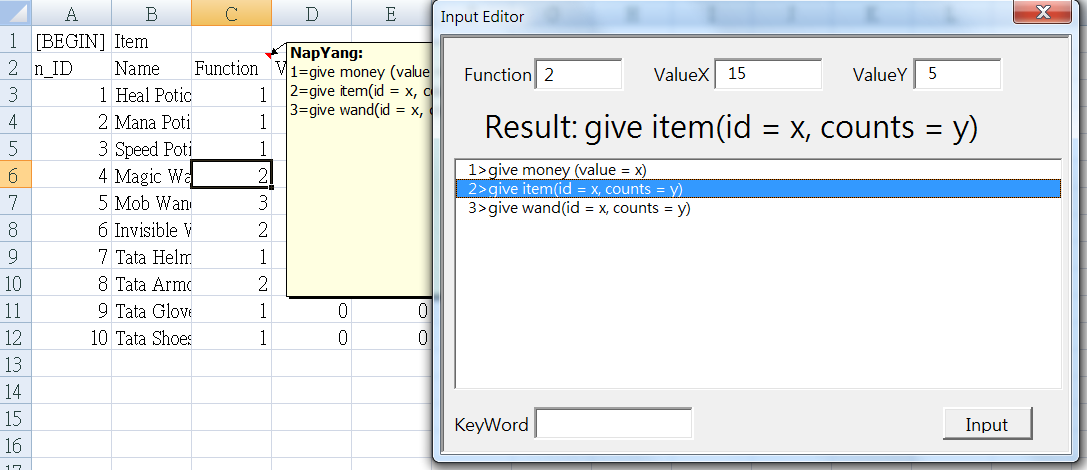 A B C D E
1 [BEGIN] Item
2 n_ID Name Function V
3 1 Heal Potic 1
4 2 Mana Poti 1
5 3 Speed Poti 1
6 4 Magic Wa 2
7 5 Mob Wan 3
8 6 Invisible W 2
9 7 Tata Helm 1
10 8 Tata Armo 2
11 9 Tata Glove 1 0 0
12 10 Tata Shoes 1 0 0
13
14
15
16
17
NapYang:
1=give money (value
2=give item(id = x, c
3=give wand(id = x, c
Input Editor
X
Function 2 ValueX 15 ValueY 5
Result: give item(id = x, counts = y)
1>give money (value = x)
2>give item(id = x, counts = y)
3>give wand(id = x, counts = y)
KeyWord Input